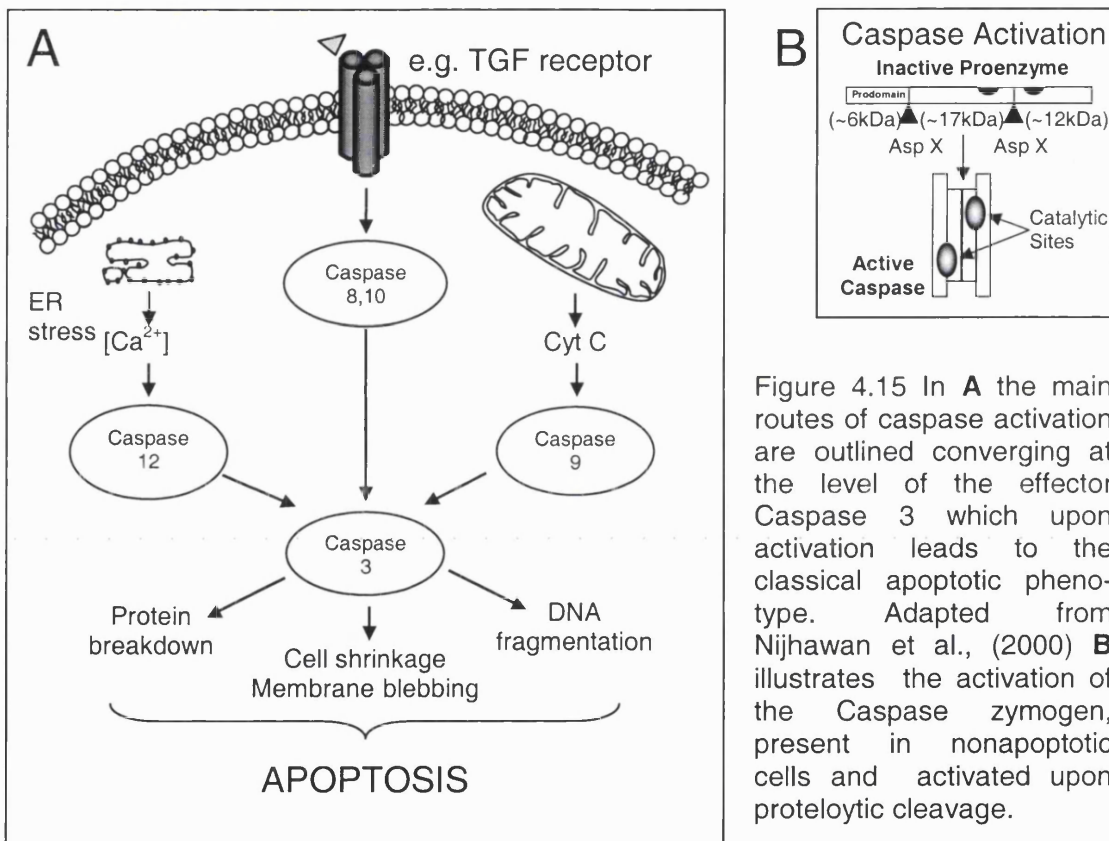 A
e.g. TGF receptor
ER
stress [Ca2+]
Caspase
8,10
Cyt C
Caspase
12
Caspase
9
Caspase
3
Protein
breakdown
Cell shrinkage
Membrane blebbing
DNA
fragmentation
APOPTOSIS
B
Caspase Activation
Inactive Proenzyme
Prodomain
(~6kDa) (~17kDa) (~12kDa)
Asp X Asp X
Catalytic
Sites
Active
Caspase
Figure 4.15 In A the main
routes of caspase activation
are outlined converging at
the level of the effector
Caspase 3 which upon
activation leads to the
classical apoptotic pheno-
type. Adapted from
Nijhawan et al., (2000) B
illustrates the activation of
the Caspase zymogen,
present in nonapoptotic
cells and activated upon
proteloytic cleavage.